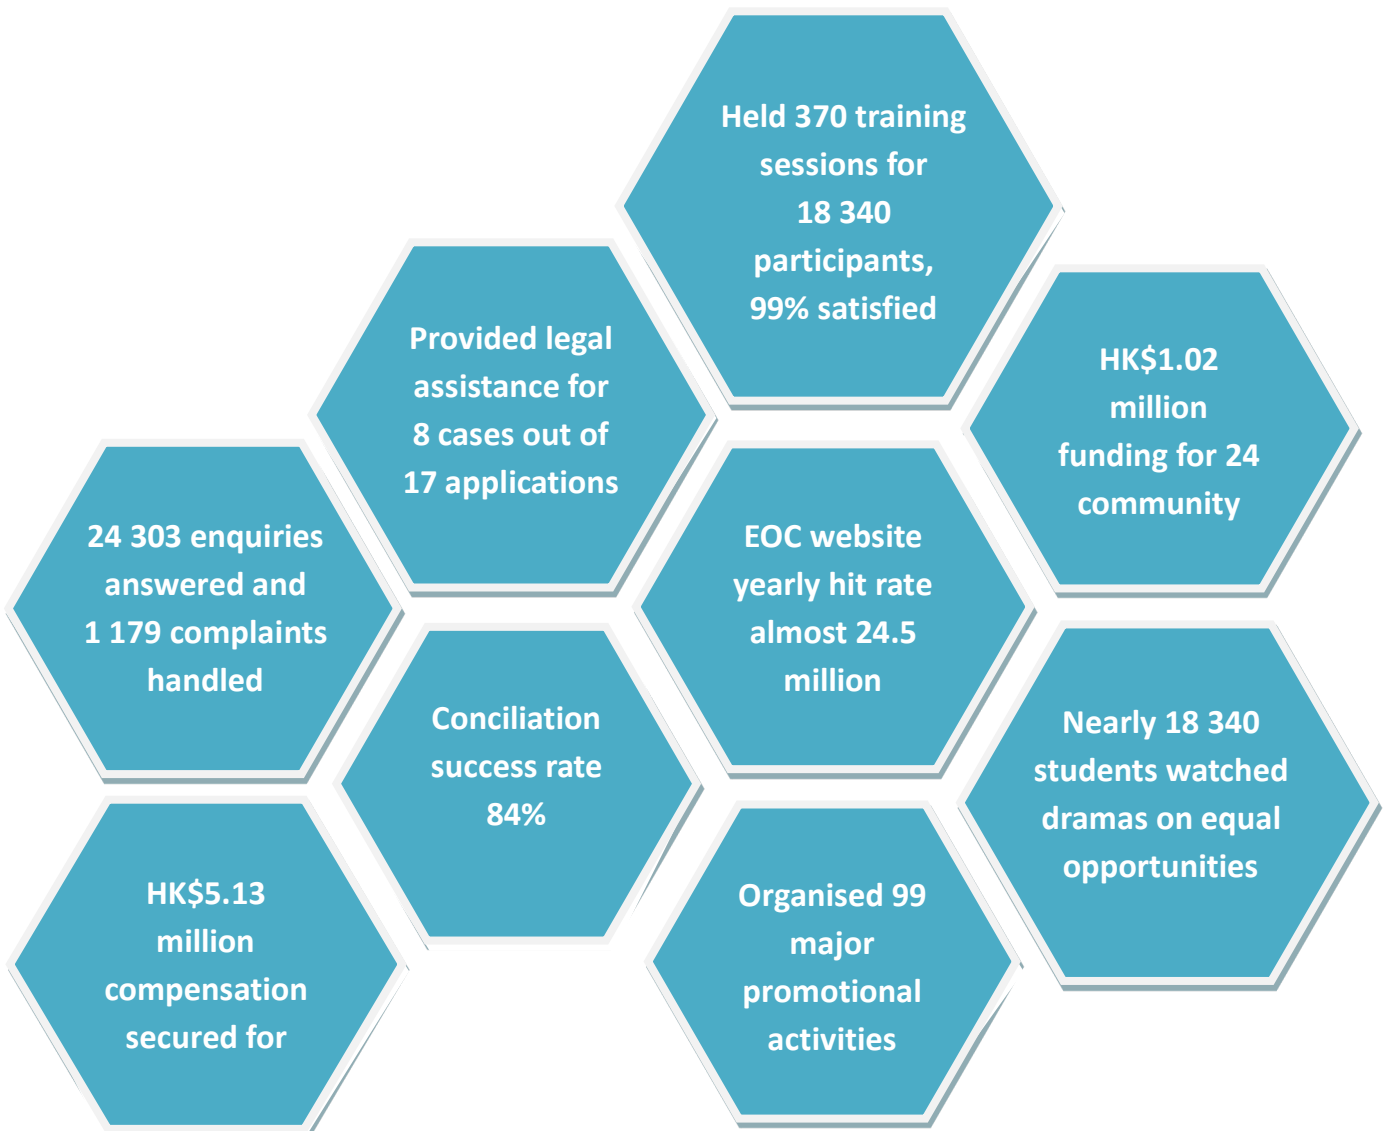 Held 370 training
sessions for
18 340
participants,
99% satisfied
Provided legal
assistance for
8 cases out of
17 applications
HK$1.02
million
funding for 24
community
24 303 enquiries
answered and
1 179 complaints
handled
EOC website
yearly hit rate
almost 24.5
million
Conciliation
success rate
84%
Nearly 18 340
students watched
dramas on equal
opportunities
HK$5.13
million
compensation
secured for
Organised 99
major
promotional
activities